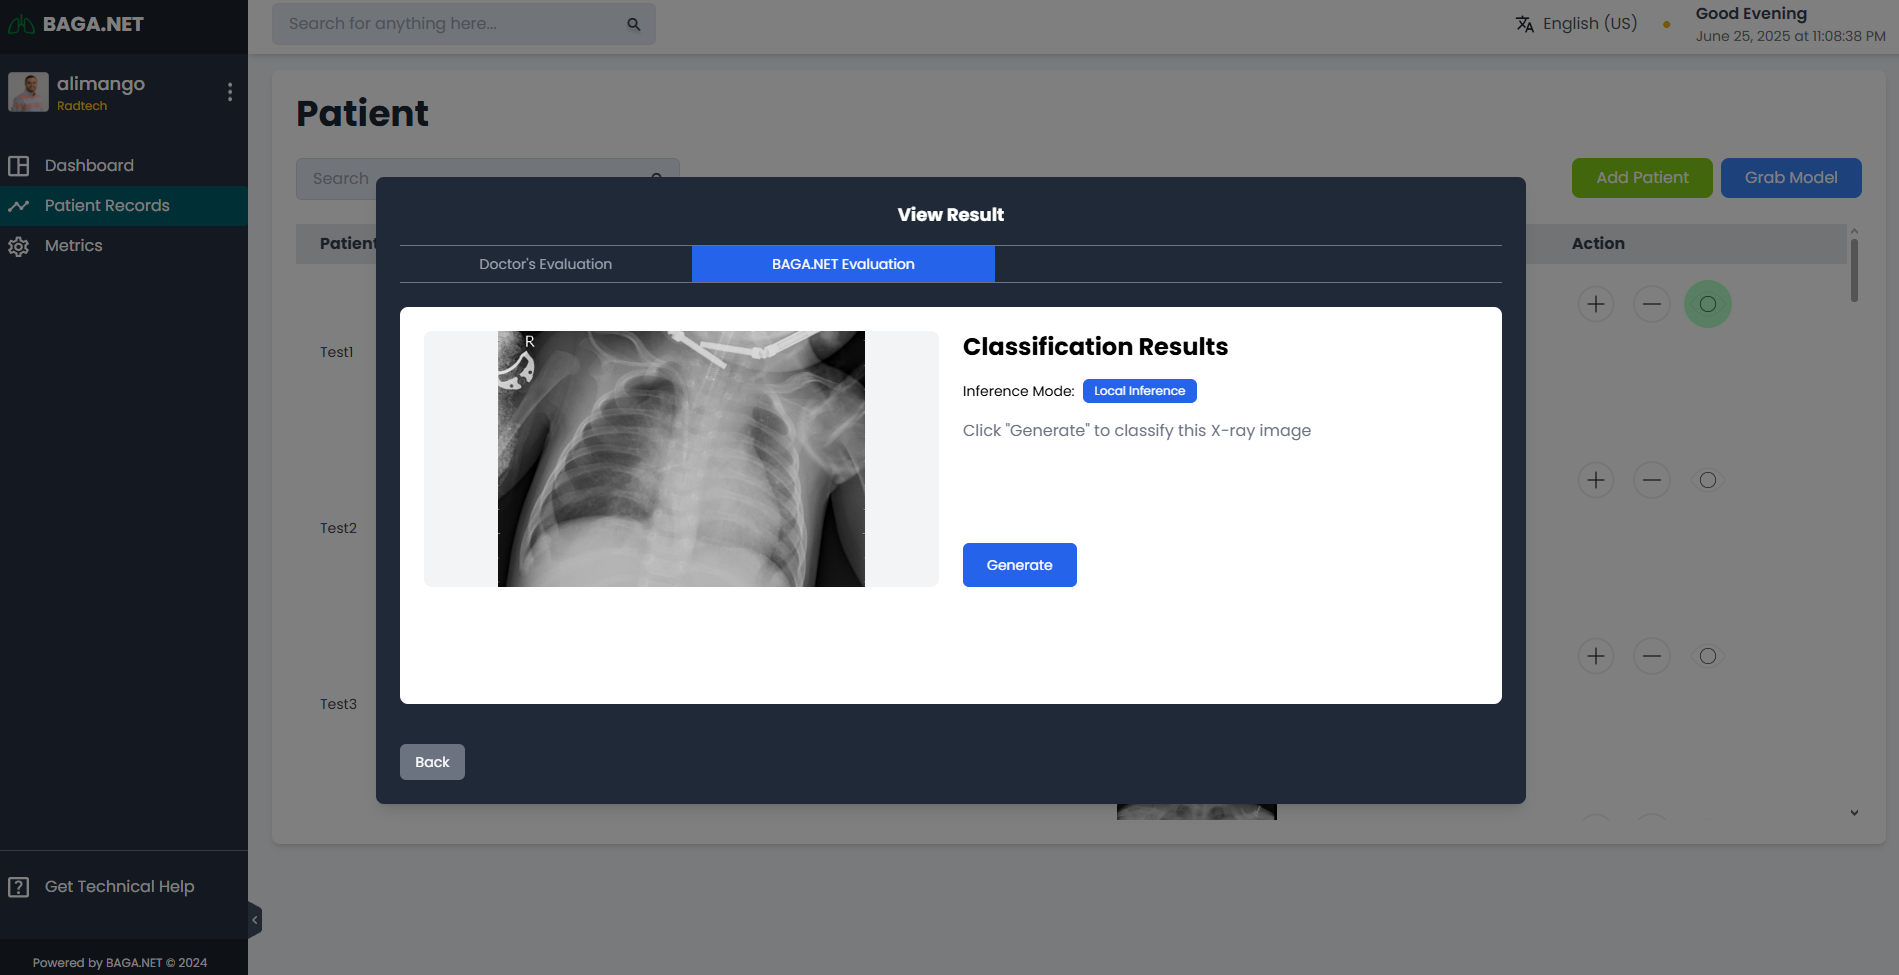 BAGA.NET
Search for anything here...
English (US)
Good Evening
June 25, 2025 at 11:08:38 PM
alimango
Radtech
Dashboard
Patient Records
Metrics
Get Technical Help
Powered by BAGA.NET © 2024
Patient
Search
Add Patient
Grab Model
Patient
Action
Test1
Test2
Test3
View Result
Doctor's Evaluation
BAGA.NET Evaluation
R
Classification Results
Inference Mode: Local Inference
Click "Generate" to classify this X-ray image
Generate
Back